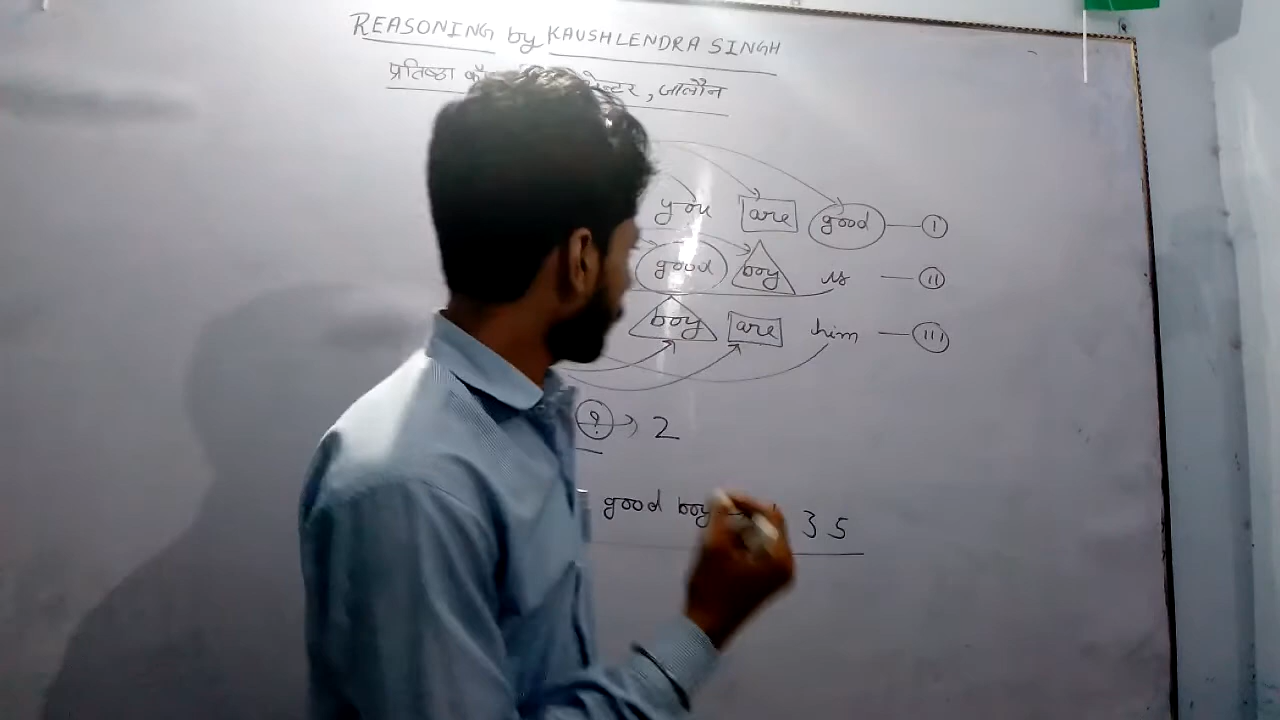 REASONING by KAUSHLENDRA SINGH
प्रतिष्ठा सेन्टर, जालौन
you are good — I
good boy is — II
boy are him — III
? → 2
good boy 3 5